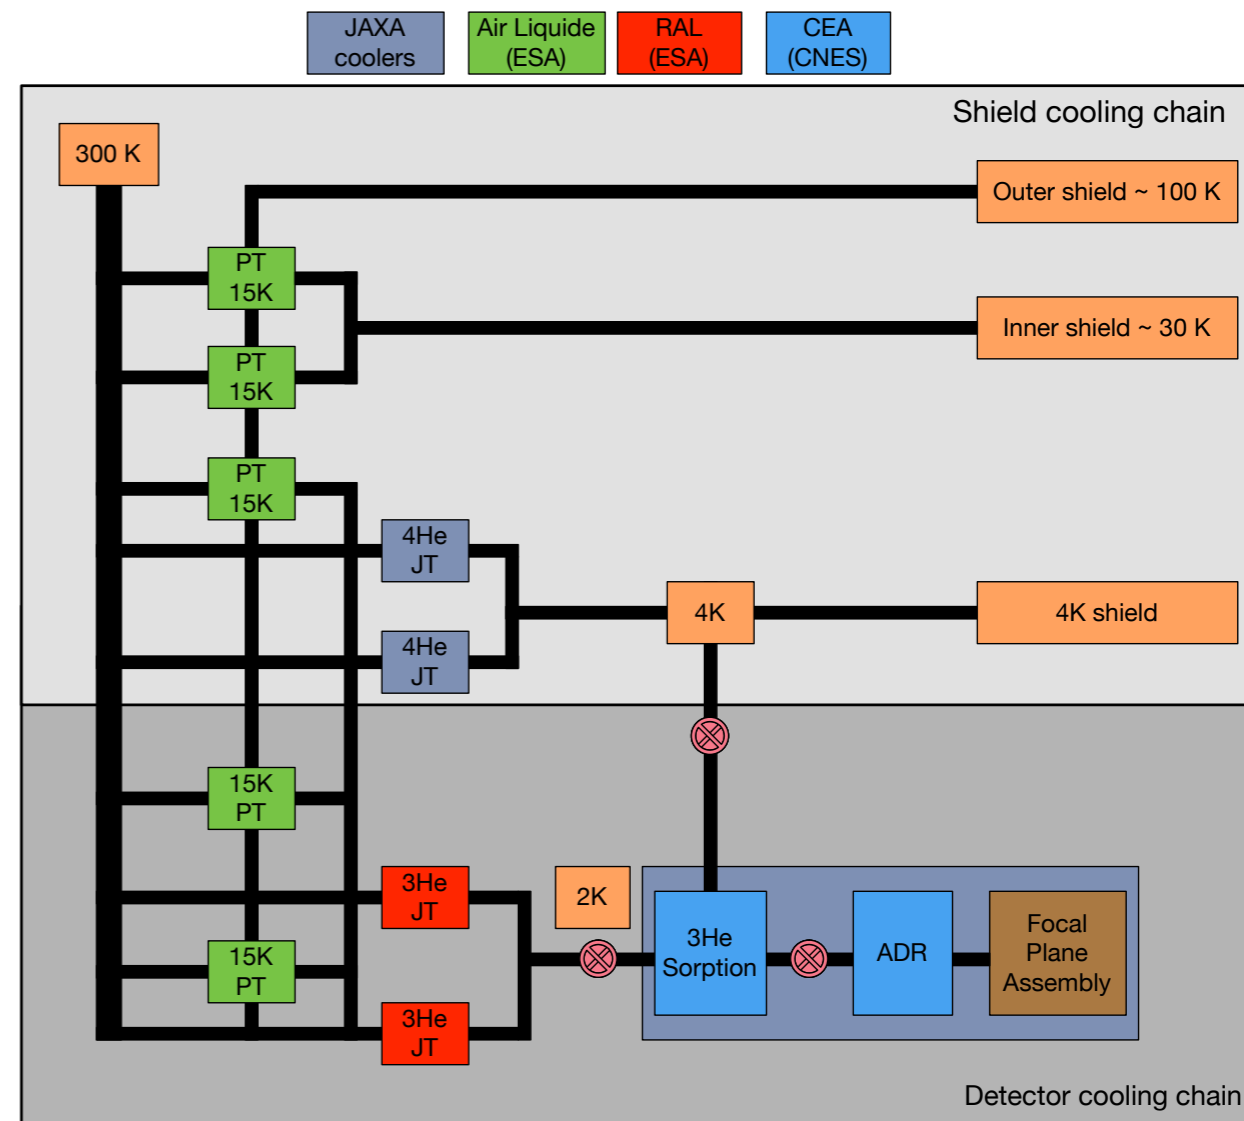 JAXA
coolers
Air Liquide
(ESA)
RAL
(ESA)
CEA
(CNES)
Shield cooling chain
300 K
Outer shield ~ 100 K
PT
15K
Inner shield ~ 30 K
PT
15K
PT
15K
4He
JT
4K
4K shield
4He
JT
15K
PT
3He
JT
2K
3He
Sorption
ADR
Focal
Plane
Assembly
15K
PT
3He
JT
Detector cooling chain